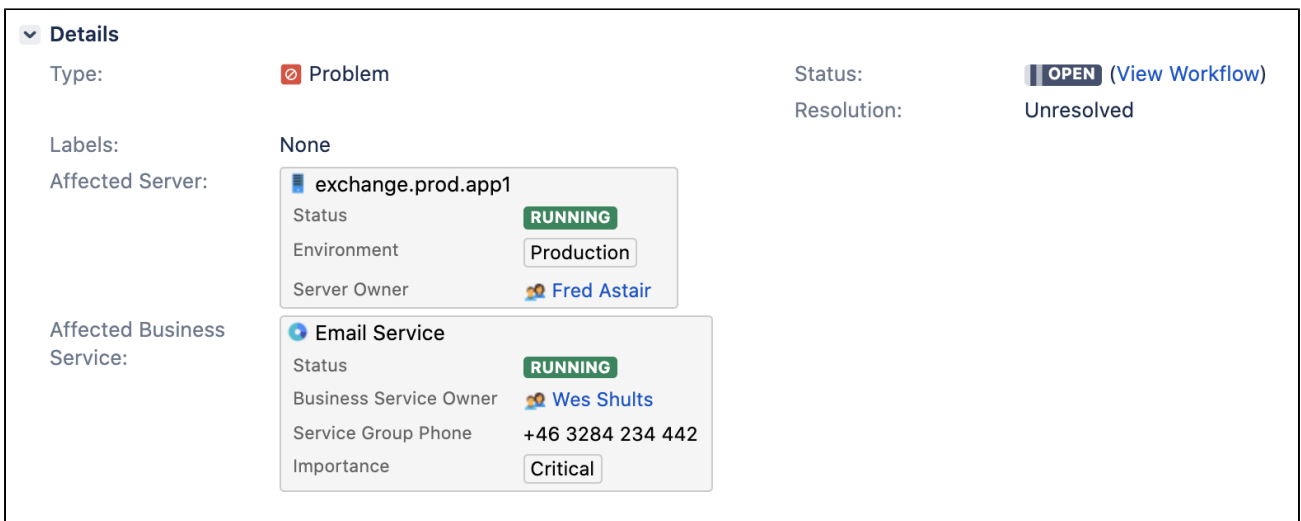 Details
Type: Problem Status: OPEN (View Workflow)
Resolution: Unresolved
Labels: None
Affected Server: exchange.prod.app1
Status RUNNING
Environment Production
Server Owner Fred Astair
Affected Business Service: Email Service
Status RUNNING
Business Service Owner Wes Shults
Service Group Phone +46 3284 234 442
Importance Critical